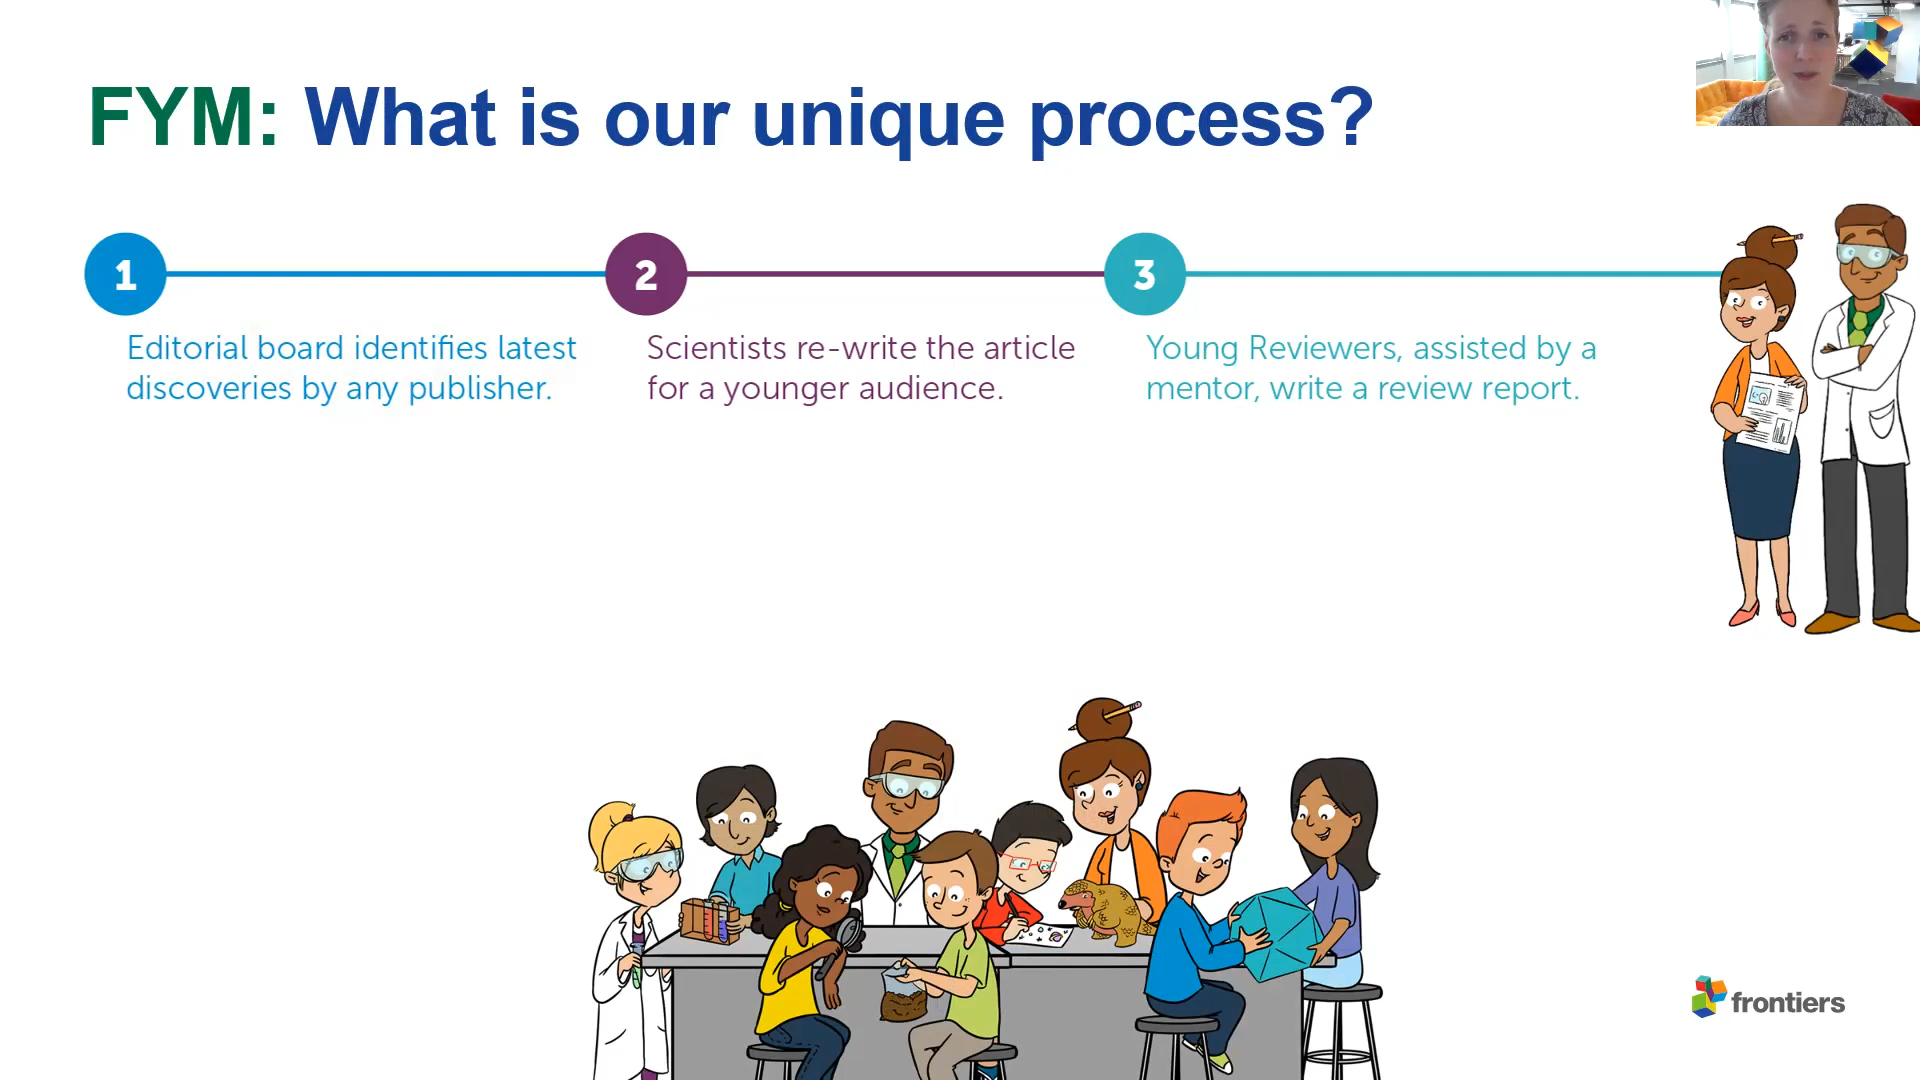 FYM: What is our unique process?
1
Editorial board identifies latest
discoveries by any publisher.
2
Scientists re-write the article
for a younger audience.
3
Young Reviewers, assisted by a
mentor, write a review report.
frontiers